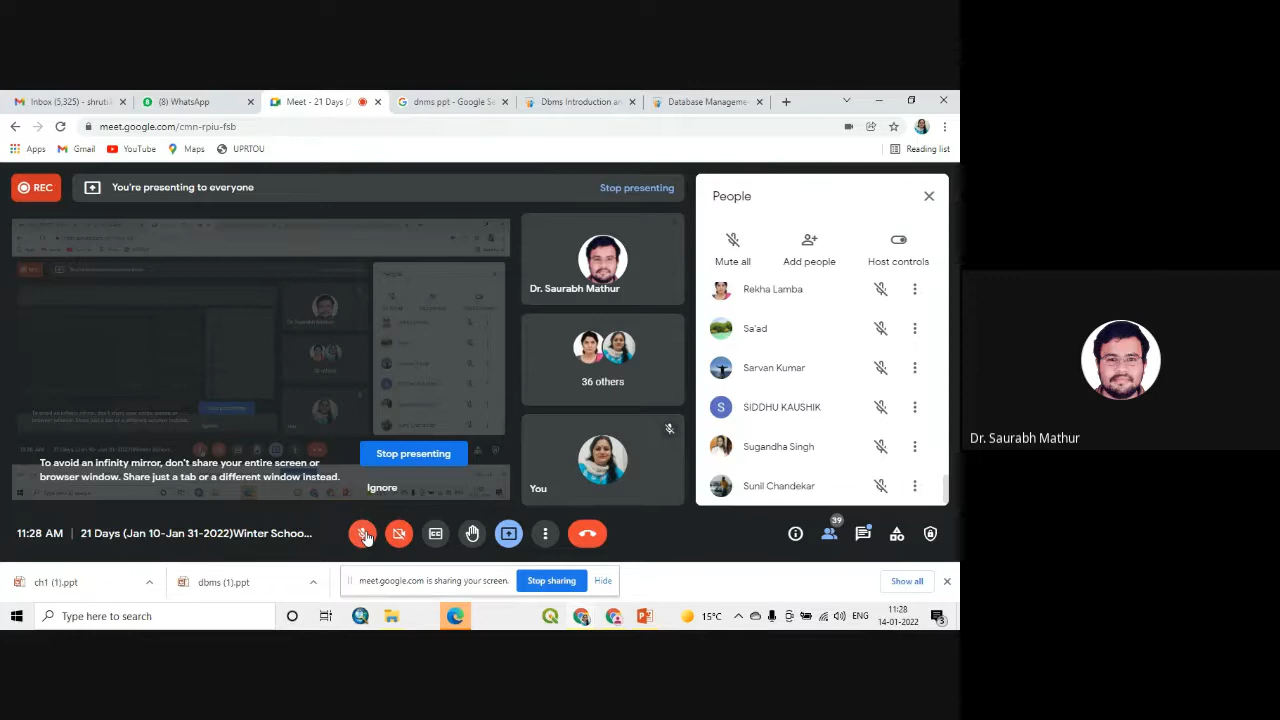 Inbox (5,325) - shruti
(8) WhatsApp
Meet - 21 Days (J
dnms ppt - Google Se
Dbms Introduction an
Database Manageme
meet.google.com/cmn-rpiu-fsb
Apps
Gmail
YouTube
Maps
UPRTOU
Reading list
REC
You're presenting to everyone
Stop presenting
People
Mute all
Add people
Host controls
Rekha Lamba
Sa'ad
Sarvan Kumar
S
SIDDHU KAUSHIK
Sugandha Singh
Sunil Chandekar
Dr. Saurabh Mathur
36 others
You
To avoid an infinity mirror, don't share your entire screen or
browser window. Share just a tab or a different window instead.
Stop presenting
Ignore
11:28 AM | 21 Days (Jan 10-Jan 31-2022)Winter Schoo...
39
ch1 (1).ppt
dbms (1).ppt
meet.google.com is sharing your screen.
Stop sharing
Hide
Show all
Type here to search
15°C
ENG
11:28
14-01-2022
3
Dr. Saurabh Mathur